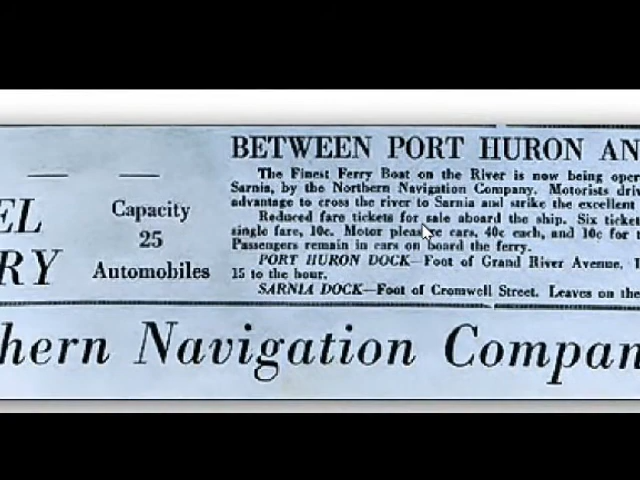 BETWEEN PORT HURON AN
The Finest Ferry Boat on the River is now being oper
Sarnia, by the Northern Navigation Company. Motorists driv
advantage to cross the river to Sarnia and strike the excellent
Reduced fare tickets for sale aboard the ship. Six ticket
single fare, 10c. Motor pleasure cars, 40c each, and 10c for
Passengers remain in cars on board the ferry.
PORT HURON DOCK—Foot of Grand River Avenue.
15 to the hour.
SARNIA DOCK—Foot of Cromwell Street. Leaves on the
EL
RY
Capacity
25
Automobiles
hern Navigation Compan